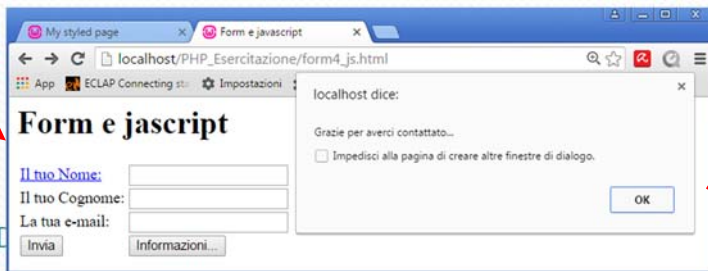 My styled page
Form e javascript
localhost/PHP_Esercitazione/form4_js.html
App
ECLAP Connecting st
Impostazioni
localhost dice:
Grazie per averci contattato...
Impedisci alla pagina di creare altre finestre di dialogo.
OK
Form e jascript
Il tuo Nome:
Il tuo Cognome:
La tua e-mail:
Invia
Informazioni...